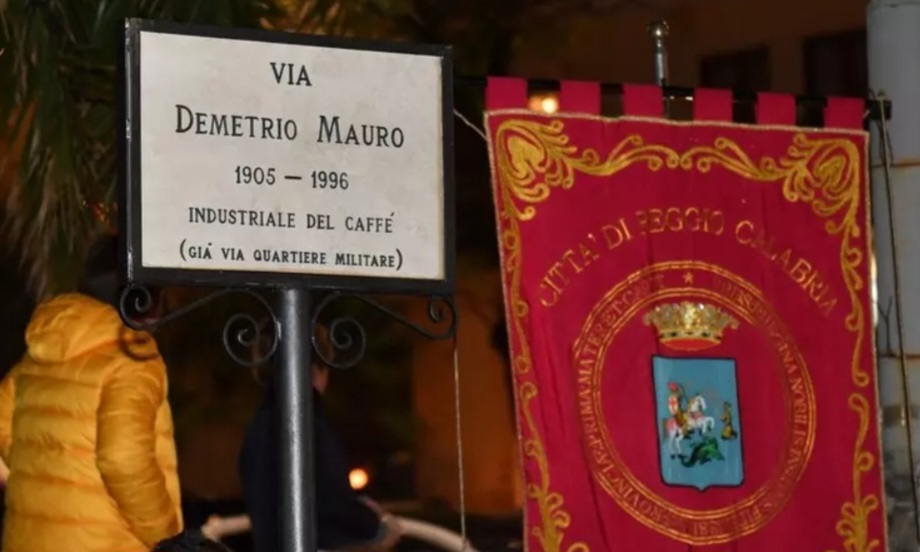 VIA
DEMETRIO MAURO
1905 – 1996
INDUSTRIALE DEL CAFFÉ
(GIÁ VIA QUARTIERE MILITARE)
CITTA' DI REGGIO CALABRIA